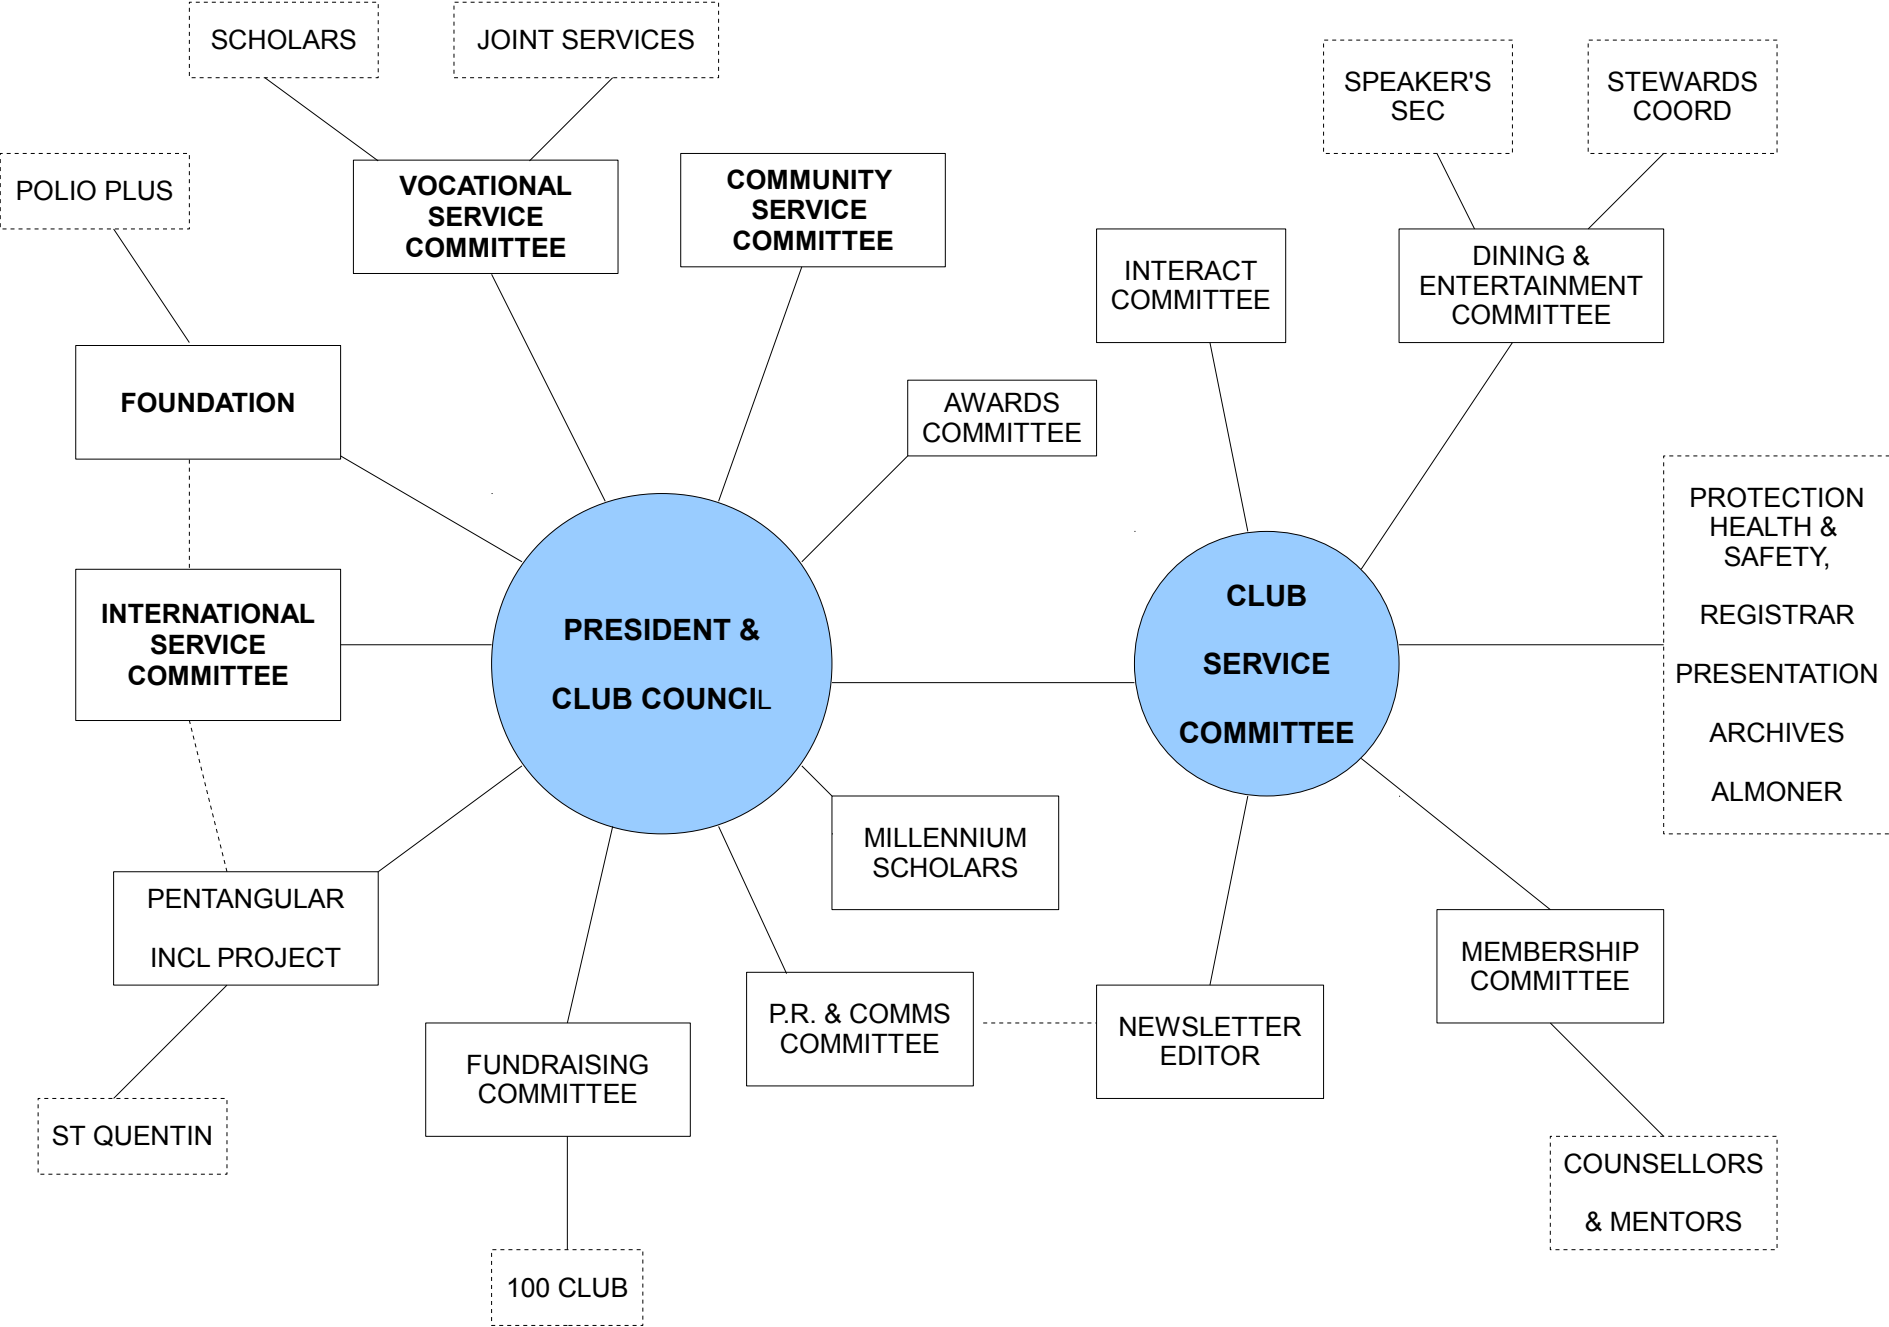 SCHOLARS
JOINT SERVICES
SPEAKER'S
SEC
STEWARDS
COORD
POLIO PLUS
VOCATIONAL
SERVICE
COMMITTEE
COMMUNITY
SERVICE
COMMITTEE
INTERACT
COMMITTEE
DINING &
ENTERTAINMENT
COMMITTEE
FOUNDATION
AWARDS
COMMITTEE
PROTECTION
HEALTH &
SAFETY,
REGISTRAR
PRESENTATION
ARCHIVES
ALMONER
INTERNATIONAL
SERVICE
COMMITTEE
PRESIDENT &
CLUB COUNCIL
CLUB
SERVICE
COMMITTEE
MILLENNIUM
SCHOLARS
PENTANGULAR
INCL PROJECT
MEMBERSHIP
COMMITTEE
P.R. & COMMS
COMMITTEE
NEWSLETTER
EDITOR
FUNDRAISING
COMMITTEE
ST QUENTIN
COUNSELLORS
& MENTORS
100 CLUB